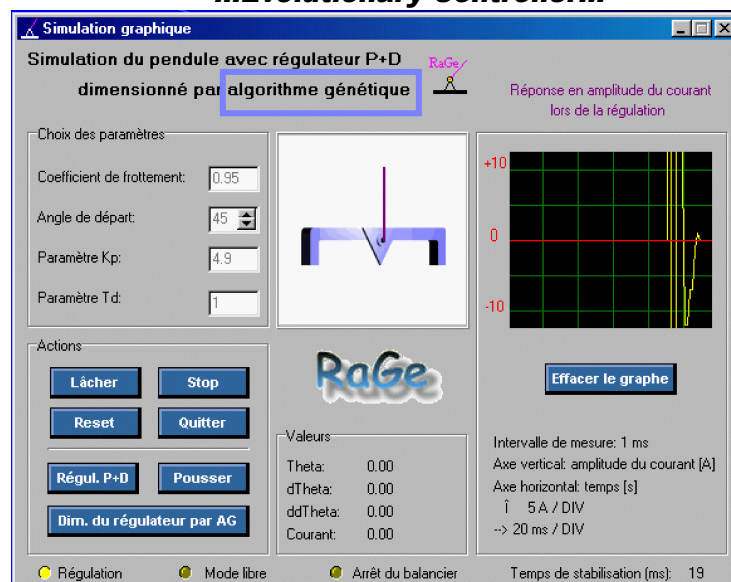 ...Evolutionary Controller...
Simulation graphique
Simulation du pendule avec régulateur P+D
dimensionné par algorithme génétique
RaGe
Réponse en amplitude du courant
lors de la régulation
Choix des paramètres
Coefficient de frottement: 0.95
Angle de départ: 45
Paramètre Kp: 4.9
Paramètre Td: 1
+10
0
-10
Actions
Lâcher Stop
Reset Quitter
Régul. P+D Pousser
Dim. du régulateur par AG
RaGe
Effacer le graphe
Valeurs
Theta: 0.00
dTheta: 0.00
ddTheta: 0.00
Courant: 0.00
Intervalle de mesure: 1 ms
Axe vertical: amplitude du courant [A]
Axe horizontal: temps [s]
Î 5 A / DIV
--> 20 ms / DIV
Régulation Mode libre Arrêt du balancier Temps de stabilisation (ms): 19